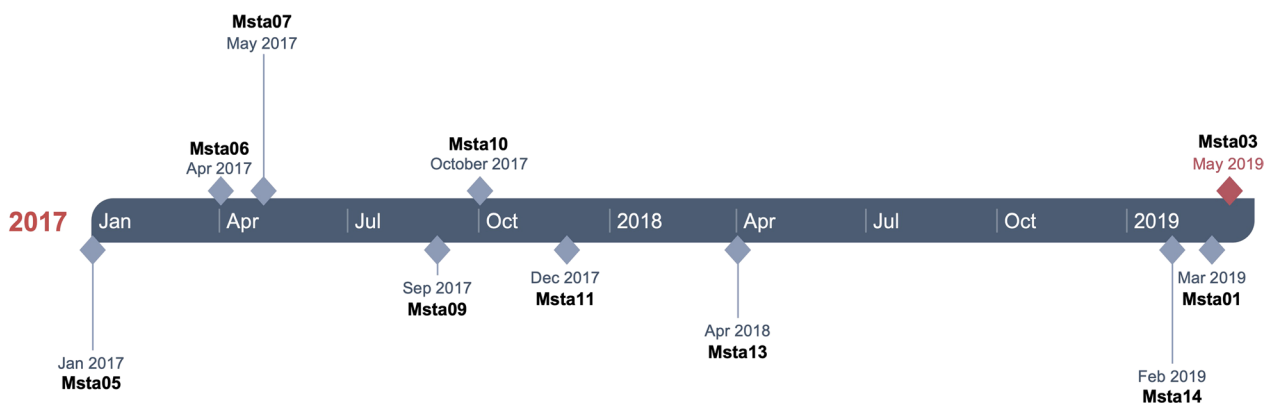 Msta07
May 2017
Msta06
Apr 2017
Msta10
October 2017
Msta03
May 2019
2017
Jan
Apr
Jul
Oct
2018
Apr
Jul
Oct
2019
Jan 2017
Msta05
Sep 2017
Msta09
Dec 2017
Msta11
Apr 2018
Msta13
Feb 2019
Msta14
Mar 2019
Msta01